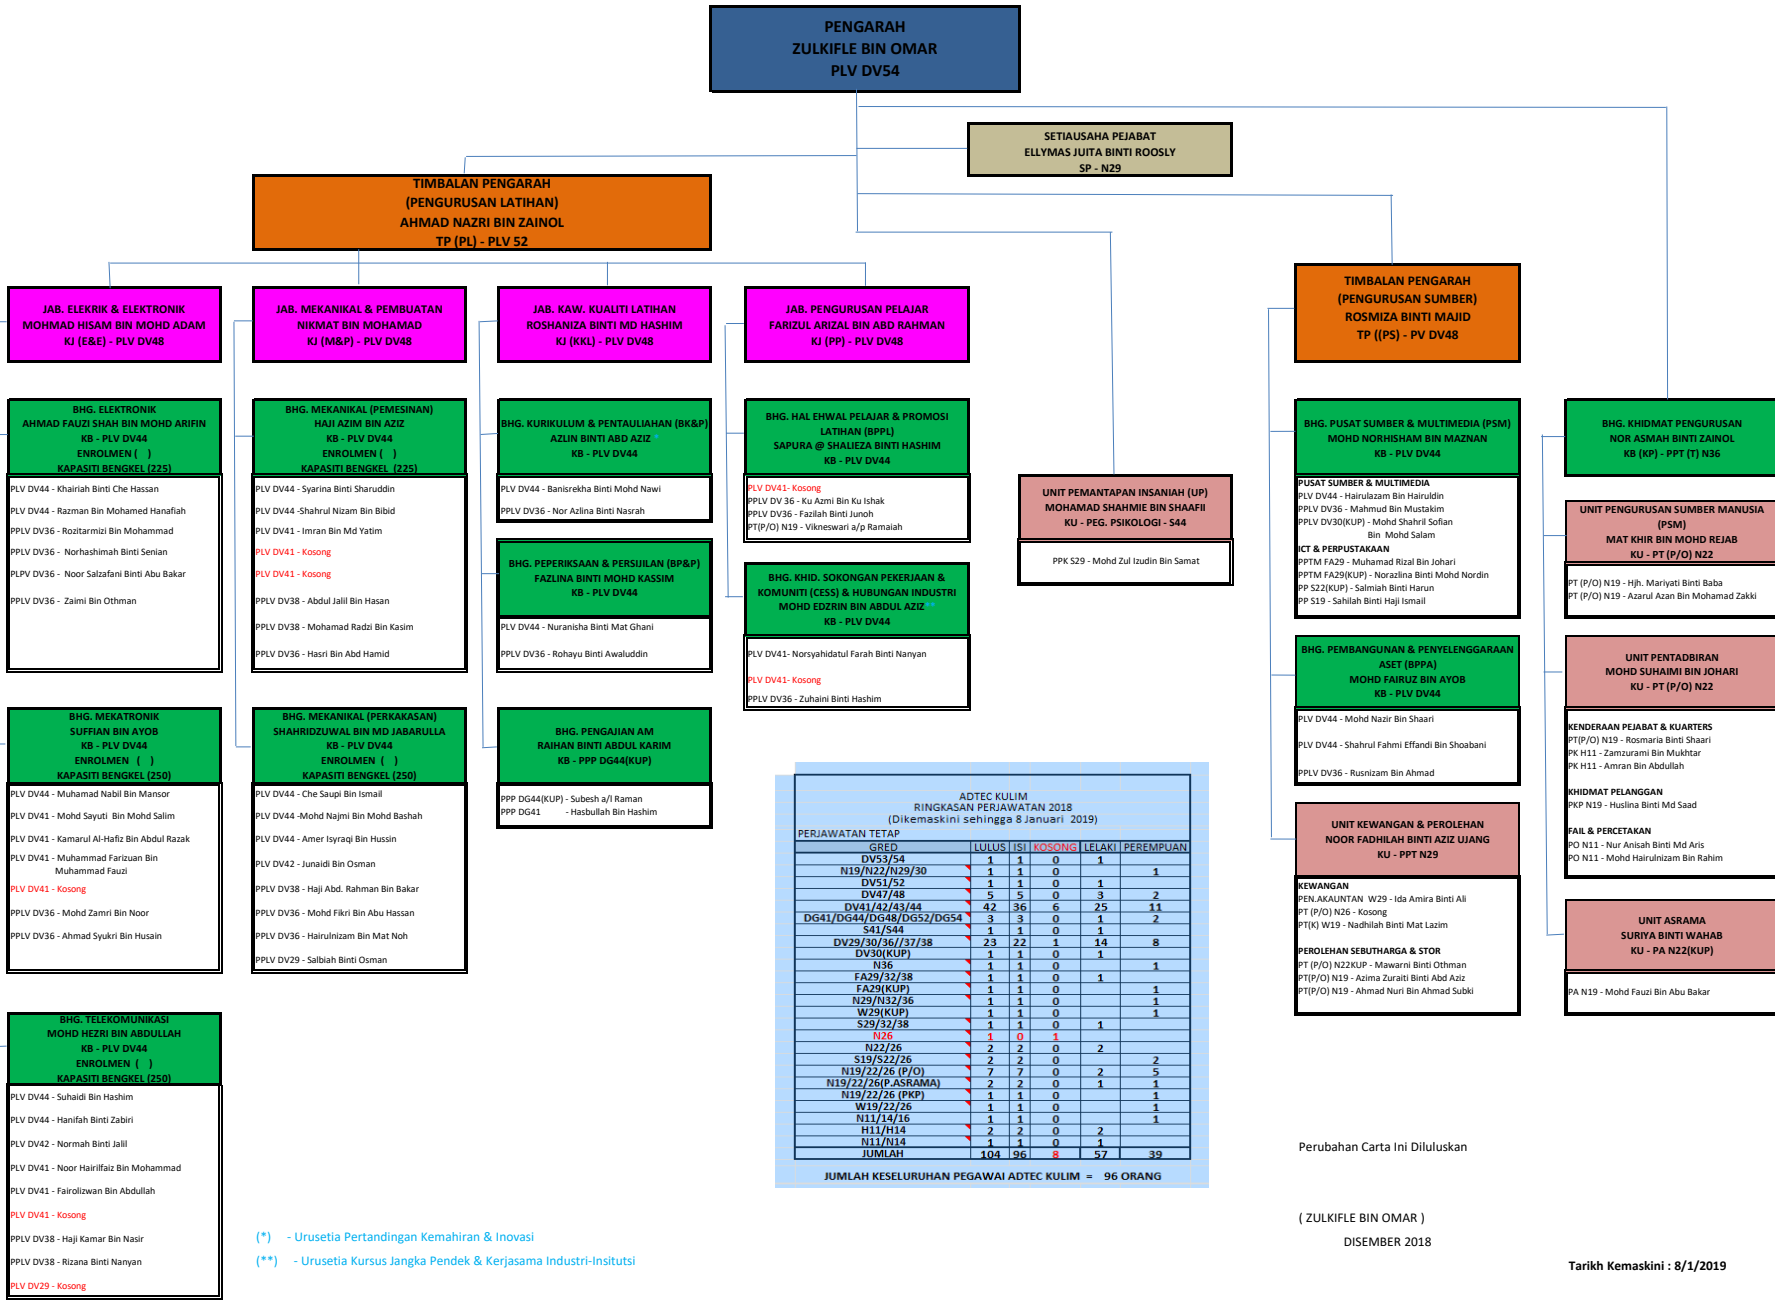 PENGARAH
ZULKIFLE BIN OMAR
PLV DV54
SETIAUSAHA PEJABAT
ELLYMAS JUITA BINTI ROOSLY
SP - N29
TIMBALAN PENGARAH
(PENGURUSAN LATIHAN)
AHMAD NAZRI BIN ZAINOL
TP (PL) - PLV 52
TIMBALAN PENGARAH
(PENGURUSAN SUMBER)
ROSMIZA BINTI MAJID
TP ((PS) - PV DV48
JAB. ELEKRIK & ELEKTRONIK
MOHMAD HISAM BIN MOHD ADAM
KJ (E&E) - PLV DV48
BHG. ELEKTRONIK
AHMAD FAUZI SHAH BIN MOHD ARIFIN
KB - PLV DV44
ENROLMEN (   )
KAPASITI BENGKEL (225)
PLV DV44 - Khairiah Binti Che Hassan
PLV DV44 - Razman Bin Mohamed Hanafiah
PPLV DV36 - Rozitarmizi Bin Mohammad
PPLV DV36 -  Norhashimah Binti Senian
PLPV DV36 -  Noor Salzafani Binti Abu Bakar
PPLV DV36 -  Zaimi Bin Othman
BHG. MEKATRONIK
SUFFIAN BIN AYOB
KB - PLV DV44
ENROLMEN  (   )
KAPASITI BENGKEL (250)
PLV DV44 - Muhamad Nabil Bin Mansor
PLV DV41 - Mohd Sayuti  Bin Mohd Salim
PLV DV41 - Kamarul Al-Hafiz Bin Abdul Razak
PLV DV41 - Muhammad Farizuan Bin
Muhammad Fauzi
PLV DV41 - Kosong
PPLV DV36 - Mohd Zamri Bin Noor
PPLV DV36 - Ahmad Syukri Bin Husain
BHG. TELEKOMUNIKASI
MOHD HEZRI BIN ABDULLAH
KB - PLV DV44
ENROLMEN  (   )
KAPASITI BENGKEL (250)
PLV DV44 - Suhaidi Bin Hashim
PLV DV44 - Hanifah Binti Zabiri
PLV DV42 - Normah Binti Jalil
PLV DV41 - Noor Hairilfaiz Bin Mohammad
PLV DV41 - Fairolizwan Bin Abdullah
PLV DV41 - Kosong
PPLV DV38 - Haji Kamar Bin Nasir
PPLV DV38 - Rizana Binti Nanyan
PLV DV29 - Kosong
JAB. MEKANIKAL & PEMBUATAN
NIKMAT BIN MOHAMAD
KJ (M&P) - PLV DV48
BHG. MEKANIKAL (PEMESINAN)
HAJI AZIM BIN AZIZ
KB - PLV DV44
ENROLMEN (   )
KAPASITI BENGKEL  (225)
PLV DV44 - Syarina Binti Sharuddin
PLV DV44 -Shahrul Nizam Bin Bibid
PLV DV41 - Imran Bin Md Yatim
PLV DV41 - Kosong
PLV DV41 - Kosong
PPLV DV38 - Abdul Jalil Bin Hasan
PPLV DV38 - Mohamad Radzi Bin Kasim
PPLV DV36 - Hasri Bin Abd Hamid
BHG. MEKANIKAL (PERKAKASAN)
SHAHRIDZUWAL BIN MD JABARULLA
KB - PLV DV44
ENROLMEN  (   )
KAPASITI BENGKEL (250)
PLV DV44 - Che Saupi Bin Ismail
PLV DV44 -Mohd Najmi Bin Mohd Bashah
PLV DV44 - Amer Isyraqi Bin Hussin
PLV DV42 - Junaidi Bin Osman
PPLV DV38 - Haji Abd. Rahman Bin Bakar
PPLV DV36 - Mohd Fikri Bin Abu Hassan
PPLV DV36 - Hairulnizam Bin Mat Noh
PPLV DV29 - Salbiah Binti Osman
JAB. KAW. KUALITI LATIHAN
ROSHANIZA BINTI MD HASHIM
KJ (KKL) - PLV DV48
BHG. KURIKULUM & PENTAULIAHAN (BK&P)
AZLIN BINTI ABD AZIZ *
KB - PLV DV44
PLV DV44 - Banisrekha Binti Mohd Nawi
PPLV DV36 - Nor Azlina Binti Nasrah
BHG. PEPERIKSAAN & PERSIJILAN (BP&P)
FAZLINA BINTI MOHD KASSIM
KB - PLV DV44
PLV DV44 - Nuranisha Binti Mat Ghani
PPLV DV36 - Rohayu Binti Awaluddin
BHG. PENGAJIAN AM
RAIHAN BINTI ABDUL KARIM
KB - PPP DG44(KUP)
PPP DG44(KUP) - Subesh a/l Raman
PPP DG41        - Hasbullah Bin Hashim
JAB. PENGURUSAN PELAJAR
FARIZUL ARIZAL BIN ABD RAHMAN
KJ (PP) - PLV DV48
BHG. HAL EHWAL PELAJAR & PROMOSI
LATIHAN (BPPL)
SAPURA @ SHALIEZA BINTI HASHIM
KB - PLV DV44
PLV DV41- Kosong
PPLV DV 36 - Ku Azmi Bin Ku Ishak
PPLV DV36 - Fazilah Binti Junoh
PT(P/O) N19 - Vikneswari a/p Ramaiah
BHG. KHID. SOKONGAN PEKERJAAN &
KOMUNITI (CESS) & HUBUNGAN INDUSTRI
MOHD EDZRIN BIN ABDUL AZIZ**
KB - PLV DV44
PLV DV41- Norsyahidatul Farah Binti Nanyan
PLV DV41- Kosong
PPLV DV36 - Zuhaini Binti Hashim
UNIT PEMANTAPAN INSANIAH (UP)
MOHAMAD SHAHMIE BIN SHAAFII
KU - PEG. PSIKOLOGI - S44
PPK S29 - Mohd Zul Izudin Bin Samat
BHG. PUSAT SUMBER & MULTIMEDIA (PSM)
MOHD NORHISHAM BIN MAZNAN
KB - PLV DV44
PUSAT SUMBER & MULTIMEDIA
PLV DV44 - Hairulazam Bin Hairuldin
PPLV DV36 - Mahmud Bin Mustakim
PPLV DV30(KUP) - Mohd Shahril Sofian
Bin  Mohd Salam
ICT & PERPUSTAKAAN
PPTM FA29 - Muhamad Rizal Bin Johari
PPTM FA29(KUP) - Norazlina Binti Mohd Nordin
PP S22(KUP) - Salmiah Binti Harun
PP S19 - Sahilah Binti Haji Ismail
BHG. PEMBANGUNAN & PENYELENGGARAAN
ASET (BPPA)
MOHD FAIRUZ BIN AYOB
KB - PLV DV44
PLV DV44 - Mohd Nazir Bin Shaari
PLV DV44 - Shahrul Fahmi Effandi Bin Shoabani
PPLV DV36 - Rusnizam Bin Ahmad
UNIT KEWANGAN & PEROLEHAN
NOOR FADHILAH BINTI AZIZ UJANG
KU - PPT N29
KEWANGAN
PEN.AKAUNTAN  W29 - Ida Amira Binti Ali
PT (P/O) N26 - Kosong
PT(K) W19 - Nadhilah Binti Mat Lazim
PEROLEHAN SEBUTHARGA & STOR
PT (P/O) N22KUP - Mawarni Binti Othman
PT(P/O) N19 - Azima Zuraiti Binti Abd Aziz
PT(P/O) N19 - Ahmad Nuri Bin Ahmad Subki
BHG. KHIDMAT PENGURUSAN
NOR ASMAH BINTI ZAINOL
KB (KP) - PPT (T) N36
UNIT PENGURUSAN SUMBER MANUSIA
(PSM)
MAT KHIR BIN MOHD REJAB
KU - PT (P/O) N22
PT (P/O) N19 - Hjh. Mariyati Binti Baba
PT (P/O) N19 - Azarul Azan Bin Mohamad Zakki
UNIT PENTADBIRAN
MOHD SUHAIMI BIN JOHARI
KU - PT (P/O) N22
KENDERAAN PEJABAT & KUARTERS
PT(P/O) N19 - Rosmaria Binti Shaari
PK H11 - Zamzurami Bin Mukhtar
PK H11 - Amran Bin Abdullah
KHIDMAT PELANGGAN
PKP N19 - Huslina Binti Md Saad
FAIL & PERCETAKAN
PO N11 - Nur Anisah Binti Md Aris
PO N11 - Mohd Hairulnizam Bin Rahim
UNIT ASRAMA
SURIYA BINTI WAHAB
KU - PA N22(KUP)
PA N19 - Mohd Fauzi Bin Abu Bakar
ADTEC KULIM
RINGKASAN PERJAWATAN 2018
(Dikemaskini sehingga 8 Januari  2019)
PERJAWATAN TETAP
GRED LULUS ISI KOSONG LELAKI PEREMPUAN
DV53/54 1 1 0 1
N19/N22/N29/30 1 1 0 1
DV51/52 1 1 0 1
DV47/48 5 5 0 3 2
DV41/42/43/44 42 36 6 25 11
DG41/DG44/DG48/DG52/DG54 3 3 0 1 2
S41/S44 1 1 0 1
DV29/30/36//37/38 23 22 1 14 8
DV30(KUP) 1 1 0 1
N36 1 1 0 1
FA29/32/38 1 1 0 1
FA29(KUP) 1 1 0 1
N29/N32/36 1 1 0 1
W29(KUP) 1 1 0 1
S29/32/38 1 1 0 1
N26 1 0 1
N22/26 2 2 0 2
S19/S22/26 2 2 0 2
N19/22/26 (P/O) 7 7 0 2 5
N19/22/26(P.ASRAMA) 2 2 0 1 1
N19/22/26 (PKP) 1 1 0 1
W19/22/26 1 1 0 1
N11/14/16 1 1 0 1
H11/H14 2 2 0 2
N11/N14 1 1 0 1
JUMLAH 104 96 8 57 39
JUMLAH KESELURUHAN PEGAWAI ADTEC KULIM  =   96 ORANG
(*)    - Urusetia Pertandingan Kemahiran & Inovasi
(**)    - Urusetia Kursus Jangka Pendek & Kerjasama Industri-Insitutsi
Perubahan Carta Ini Diluluskan
( ZULKIFLE BIN OMAR )
DISEMBER 2018
Tarikh Kemaskini : 8/1/2019